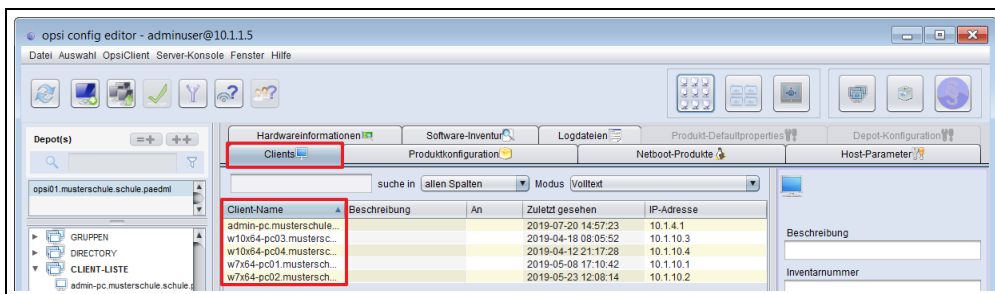 opsi config editor - adminuser@10.1.1.5
Datei Auswahl OpsiClient Server-Konsole Fenster Hilfe
Depot(s)
opsi01.musterschule.schule.paedml
GRUPPEN
DIRECTORY
CLIENT-LISTE
admin-pc.musterschule.schule.p
Hardwareinformationen Software-Inventur Logdateien Produkt-Defaultproperties Depot-Konfiguration
Clients Produktkonfiguration Netboot-Produkte Host-Parameter
suche in allen Spalten Modus Volltext
Client-Name Beschreibung An Zuletzt gesehen IP-Adresse
admin-pc.musterschule... 2019-07-20 14:57:23 10.1.4.1
w10x64-pc03.mustersc... 2019-04-18 08:05:52 10.1.10.3
w10x64-pc04.mustersc... 2019-04-12 21:17:28 10.1.10.4
w7x64-pc01.mustersch... 2019-05-08 17:10:42 10.1.10.1
w7x64-pc02.mustersch... 2019-05-23 12:08:14 10.1.10.2
Beschreibung
Inventarnummer